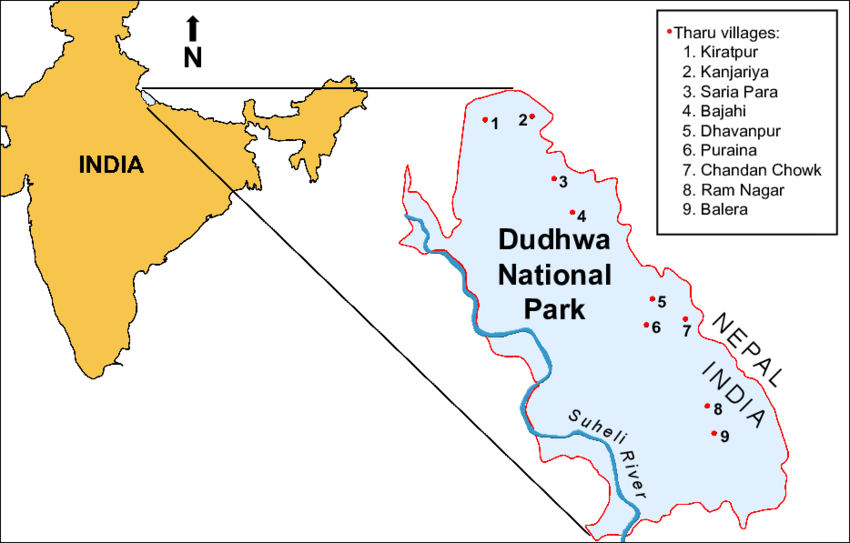 N
INDIA
Tharu villages:
1. Kiratpur
2. Kanjariya
3. Saria Para
4. Bajahi
5. Dhavanpur
6. Puraina
7. Chandan Chowk
8. Ram Nagar
9. Balera
1
2
3
4
Dudhwa
National
Park
5
6
7
NEPAL
INDIA
8
9
Suheli River